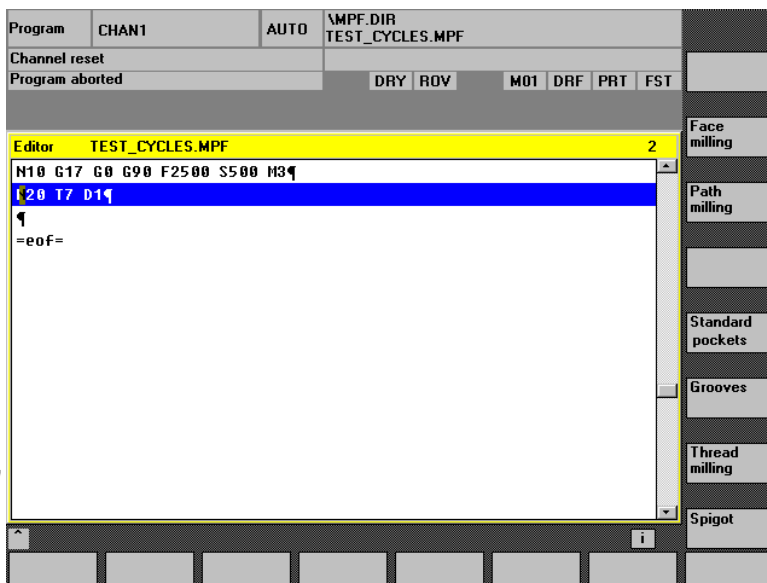 Program CHAN1 AUTO \MPF.DIR
TEST_CYCLES.MPF
Channel reset
Program aborted DRY ROV M01 DRF PRT FST
Editor TEST_CYCLES.MPF 2
N10 G17 G0 G90 F2500 S500 M3¶
N20 T7 D1¶
¶
=eof=
Face
milling
Path
milling
Standard
pockets
Grooves
Thread
milling
Spigot
^ i